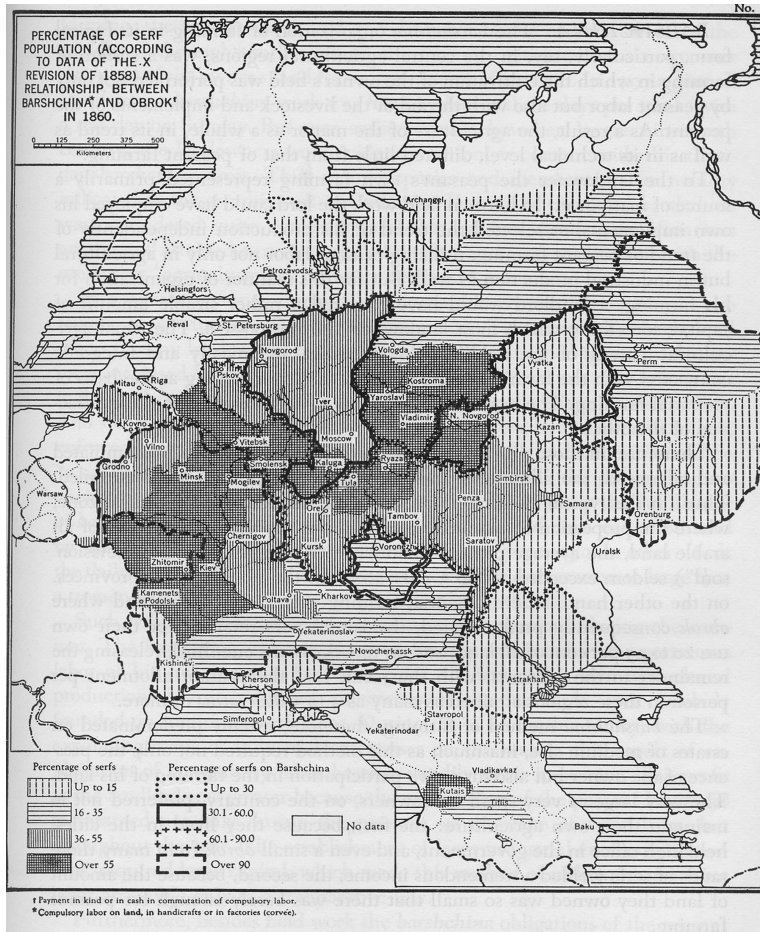 No.
PERCENTAGE OF SERF
POPULATION (ACCORDING
TO DATA OF THE X
REVISION OF 1858) AND
RELATIONSHIP BETWEEN
BARSHCHINA* AND OBROK†
IN 1860.
0 125 250 375 500
Kilometers
Archangel
Petrozavodsk
Helsingfors
Reval
St. Petersburg
Novgorod
Vologda
Vyatka
Perm
Pskov
Riga
Mitau
Kostroma
Yaroslavl
Tver
Vladimir
N. Novgorod
Kazan
Ufa
Kovno
Vilno
Vitebsk
Moscow
Grodno
Smolensk
Kaluga
Ryazan
Minsk
Mogilev
Tula
Simbirsk
Warsaw
Orel
Penza
Samara
Orenburg
Tambov
Chernigov
Kursk
Voronezh
Saratov
Uralsk
Zhitomir
Kiev
Kamenets
Podolsk
Poltava
Kharkov
Yekaterinoslav
Novocherkassk
Kishinev
Kherson
Astrakhan
Simferopol
Stavropol
Yekaterinodar
Vladikavkaz
Kutais
Tiflis
Baku
Percentage of serfs
Up to 15
16-35
36-55
Over 55
Percentage of serfs on Barshchina
Up to 30
30.1-60.0
60.1-90.0
Over 90
No data
† Payment in kind or in cash in commutation of compulsory labor.
* Compulsory labor on land, in handicrafts or in factories (corvée).